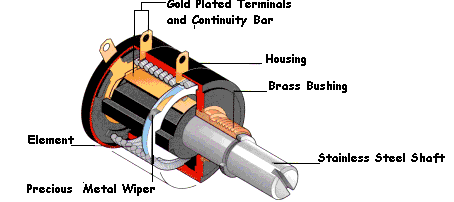 Gold Plated Terminals
and Continuity Bar
Housing
Brass Bushing
Element
Stainless Steel Shaft
Precious Metal Wiper